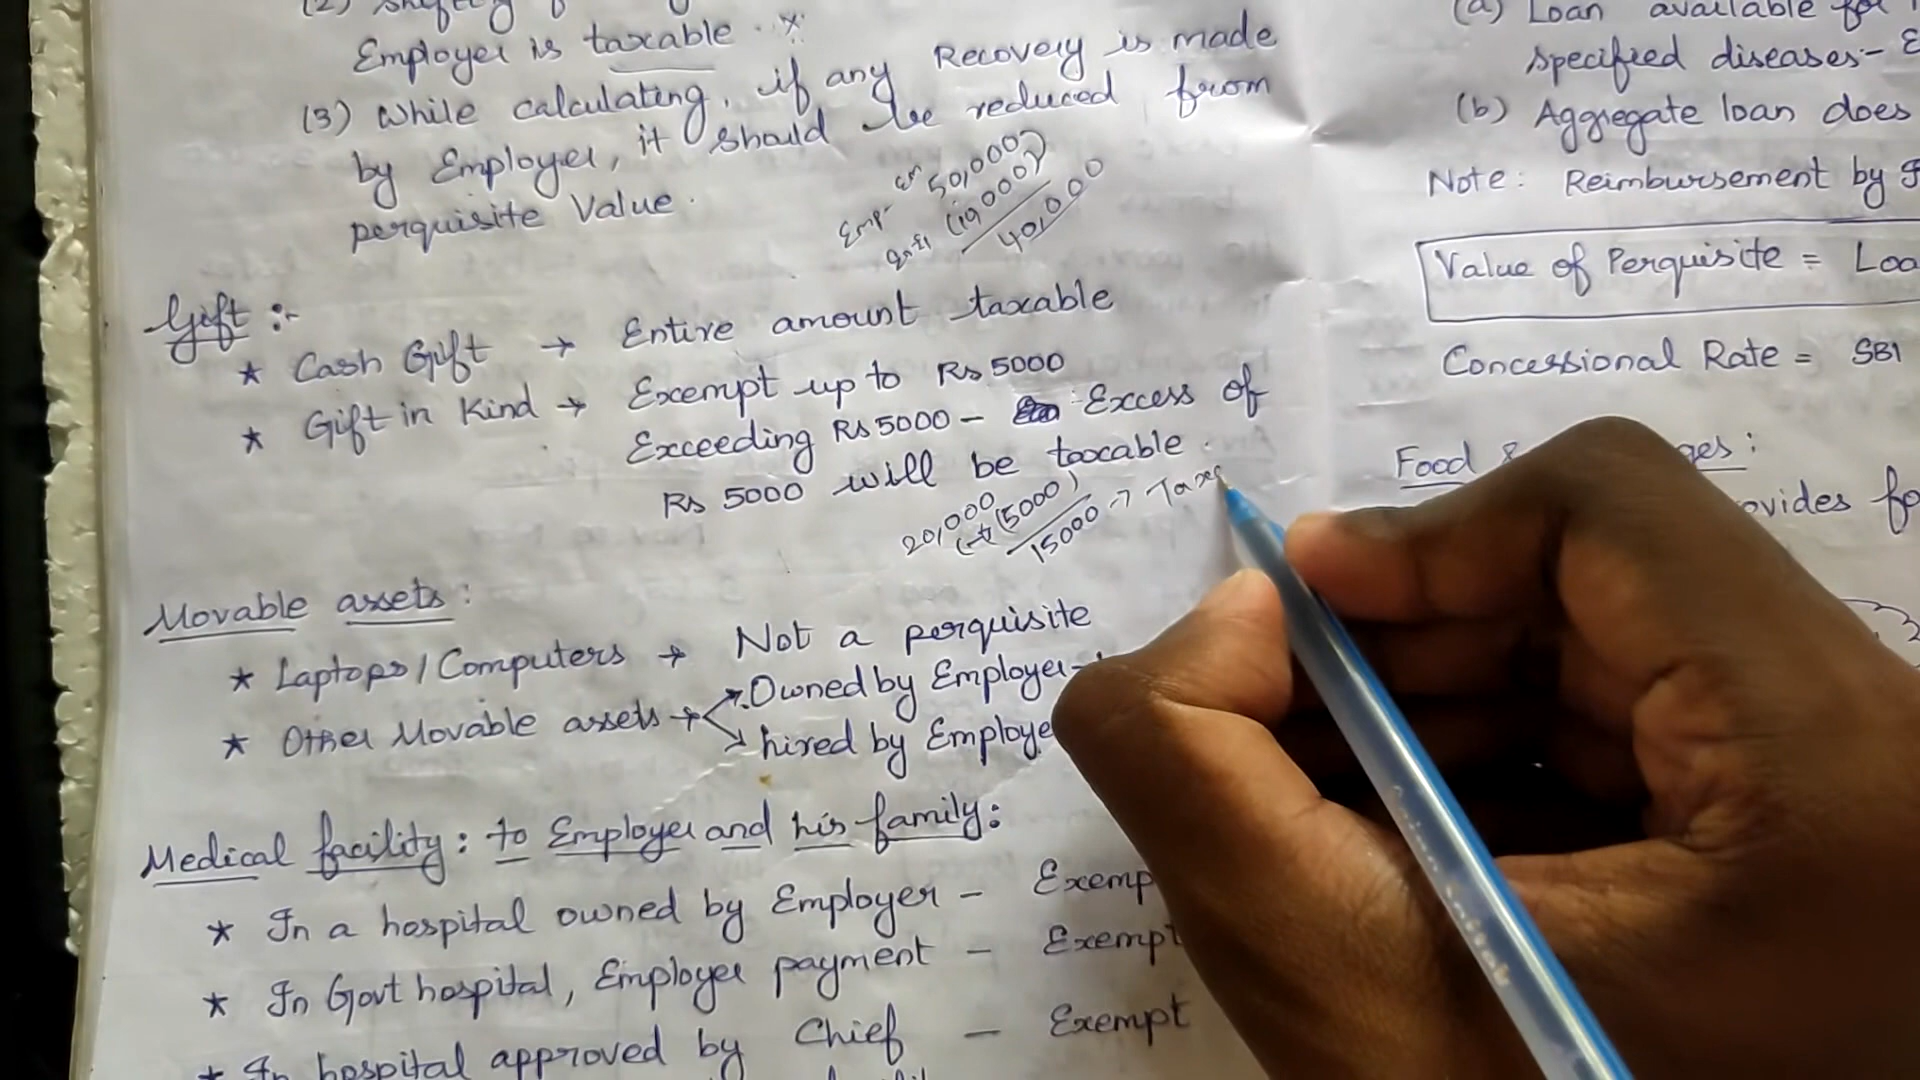 Employer is taxable
(3) While calculating, if any Recovery is made
by Employer, it should be reduced from
perquisite Value.
50,000
(10,000)
40,000
Gift :-
* Cash Gift → Entire amount taxable
* Gift in Kind → Exempt up to Rs 5000
Exceeding Rs 5000 - Excess of
Rs 5000 will be taxable.
20,000
(-) (5000)
15000 → Taxe
Movable assets :
* Laptops/Computers → Not a perquisite
* Other Movable assets → Owned by Employer
hired by Employe
Medical facility : to Employee and his family :
* In a hospital owned by Employer - Exemp
* In Govt hospital, Employer payment - Exempt
* In hospital approved by Chief - Exempt
(a) Loan available for
specified diseases:-
(b) Aggregate loan does
Note: Reimbursement by
Value of Perquisite = Loa
Concessional Rate = SBI
Food & ges :
ovides fo